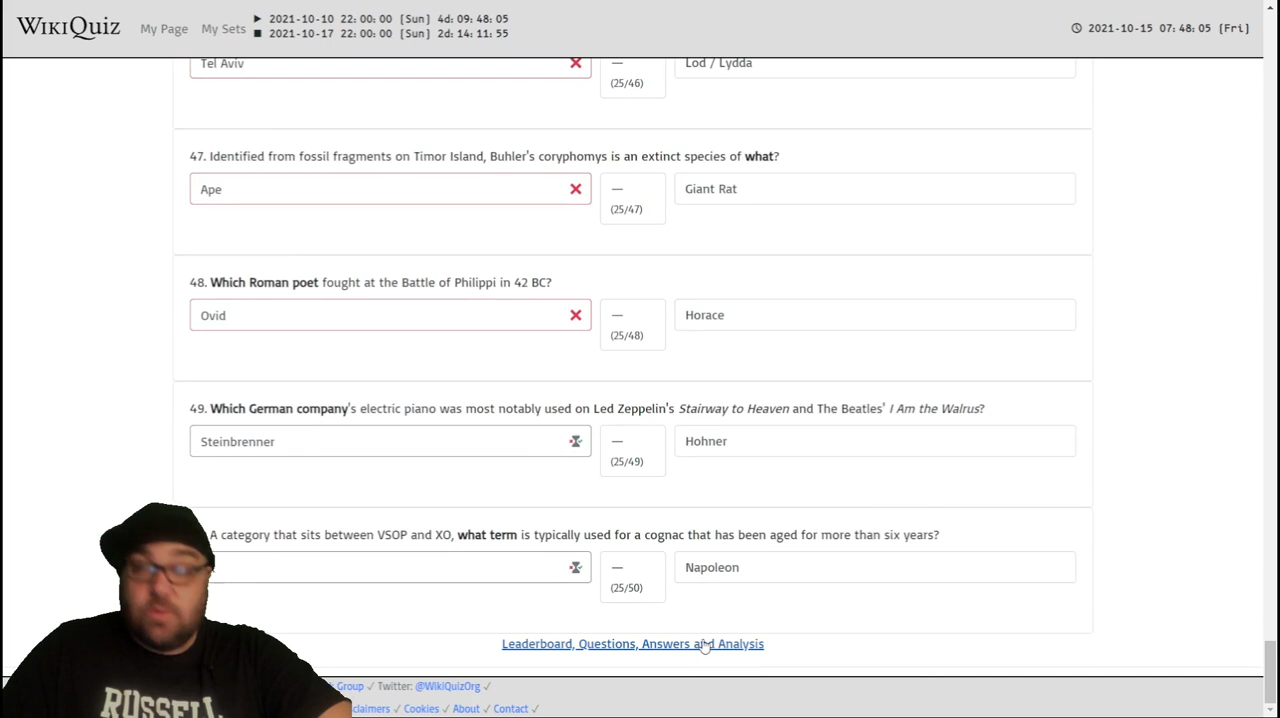 WIKIQUIZ
My Page My Sets
▶ 2021-10-10 22:00:00 [Sun] 4d:09:48:05
■ 2021-10-17 22:00:00 [Sun] 2d:14:11:55
2021-10-15 07:48:05 [Fri]
Tel Aviv
—
(25/46)
Lod / Lydda
47. Identified from fossil fragments on Timor Island, Buhler's coryphomys is an extinct species of what?
Ape
—
(25/47)
Giant Rat
48. Which Roman poet fought at the Battle of Philippi in 42 BC?
Ovid
—
(25/48)
Horace
49. Which German company's electric piano was most notably used on Led Zeppelin's Stairway to Heaven and The Beatles' I Am the Walrus?
Steinbrenner
—
(25/49)
Hohner
A category that sits between VSOP and XO, what term is typically used for a cognac that has been aged for more than six years?
—
(25/50)
Napoleon
Leaderboard, Questions, Answers and Analysis
Group ✓ Twitter: @WikiQuizOrg ✓
✓ Cookies ✓ About ✓ Contact ✓
RUSSELL